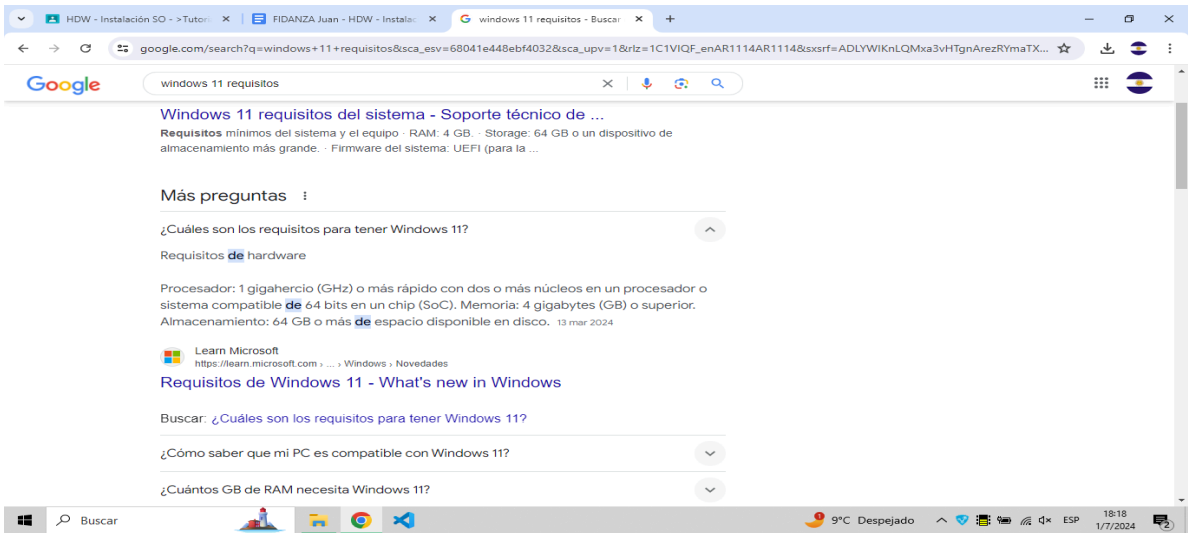 HDW - Instalación SO - >Tutori
FIDANZA Juan - HDW - Instalac
windows 11 requisitos - Buscar
google.com/search?q=windows+11+requisitos&sca_esv=68041e448ebf4032&sca_upv=1&rlz=1C1VIQF_enAR1114AR1114&sxsrf=ADLYWIKnLQMxa3vHTgnArezRYmaTX...
Google
windows 11 requisitos
Windows 11 requisitos del sistema - Soporte técnico de ...
Requisitos mínimos del sistema y el equipo · RAM: 4 GB. · Storage: 64 GB o un dispositivo de
almacenamiento más grande. · Firmware del sistema: UEFI (para la ...
Más preguntas
¿Cuáles son los requisitos para tener Windows 11?
Requisitos de hardware
Procesador: 1 gigahercio (GHz) o más rápido con dos o más núcleos en un procesador o
sistema compatible de 64 bits en un chip (SoC). Memoria: 4 gigabytes (GB) o superior.
Almacenamiento: 64 GB o más de espacio disponible en disco. 13 mar 2024
Learn Microsoft
https://learn.microsoft.com › ... › Windows › Novedades
Requisitos de Windows 11 - What's new in Windows
Buscar: ¿Cuáles son los requisitos para tener Windows 11?
¿Cómo saber que mi PC es compatible con Windows 11?
¿Cuántos GB de RAM necesita Windows 11?
Buscar
9°C Despejado
ESP
18:18
1/7/2024
2